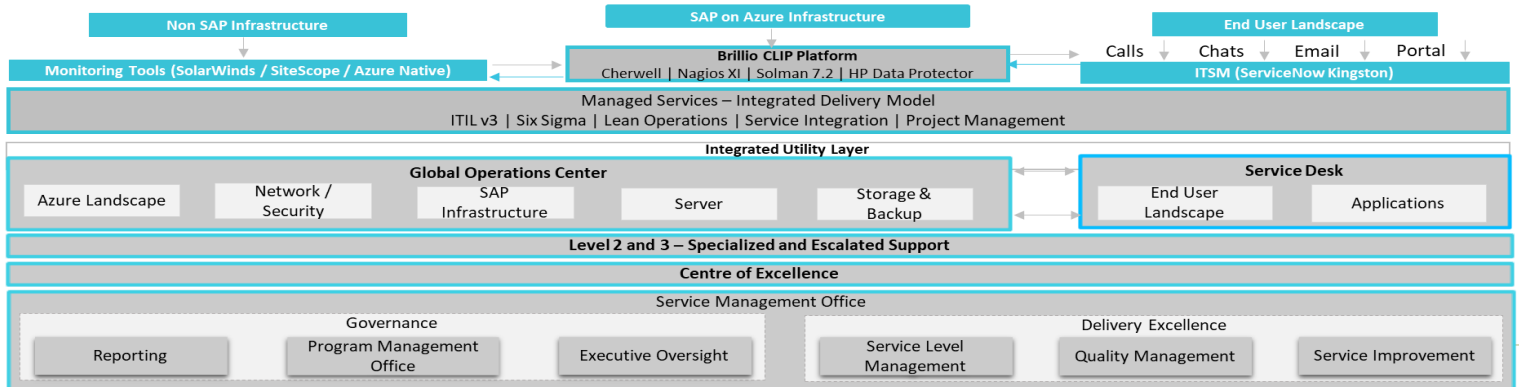 Non SAP Infrastructure
SAP on Azure Infrastructure
End User Landscape
Monitoring Tools (SolarWinds / SiteScope / Azure Native)
Brillio CLIP Platform
Cherwell | Nagios XI | Solman 7.2 | HP Data Protector
Calls Chats Email Portal
ITSM (ServiceNow Kingston)
Managed Services – Integrated Delivery Model
ITIL v3 | Six Sigma | Lean Operations | Service Integration | Project Management
Integrated Utility Layer
Global Operations Center
Azure Landscape
Network /
Security
SAP
Infrastructure
Server
Storage &
Backup
Service Desk
End User
Landscape
Applications
Level 2 and 3 – Specialized and Escalated Support
Centre of Excellence
Service Management Office
Governance
Reporting
Program Management
Office
Executive Oversight
Delivery Excellence
Service Level
Management
Quality Management
Service Improvement